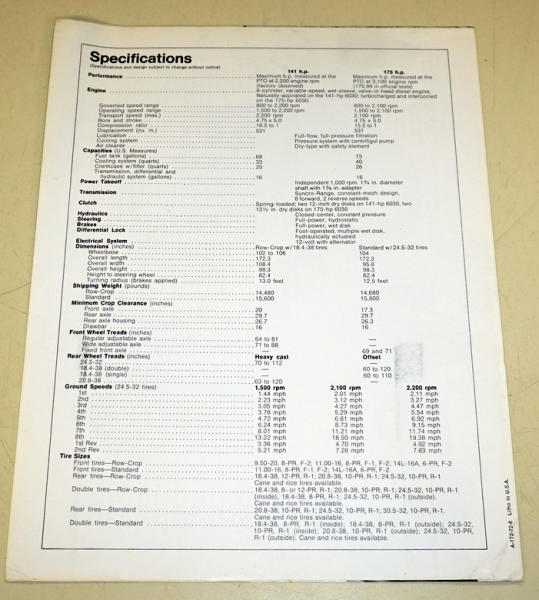 Specifications
(Specifications and design subject to change without notice)
141 h.p. 175 h.p.
Performance Maximum h.p. measured at the Maximum h.p. measured at the
PTO at 2,200 engine rpm PTO at 2,100 engine rpm
(factory observed) (175.99 in official tests)
Engine 6-cylinder, variable-speed, wet-sleeve, valve-in-head diesel engine.
Naturally-aspirated on the 141-hp 6030; turbocharged and intercooled
on the 175-hp 6030
Governed speed range 800 to 2,200 rpm 800 to 2,100 rpm
Operating speed range 1,500 to 2,200 rpm 1,500 to 2,100 rpm
Transport speed (max.) 2,200 rpm 2,100 rpm
Bore and stroke 4.75 x 5.0 4.75 x 5.0
Compression ratio 16.5 to 1 15.5 to 1
Displacement (cu. in.) 531 531
Lubrication Full-flow, full-pressure filtration
Cooling system Pressure system with centrifugal pump
Air cleaner Dry-type with safety element
Capacities (U.S. Measures)
Fuel tank (gallons) 68 73
Cooling system (quarts) 33 40
Crankcase w/filter (quarts) 20 26
Transmission, differential and
hydraulic system (gallons) 16 16
Power Takeoff Independent 1,000 rpm. 1¾ in. diameter
shaft with 1⅜ in. adapter
Transmission Syncro-Range, constant-mesh design,
8 forward, 2 reverse speeds
Clutch Spring-loaded; two 12-inch dry disks on 141-hp 6030, two
13½ in. dry disks on 175-hp 6030
Hydraulics Closed-center, constant pressure
Steering Full-power, hydrostatic
Brakes Full-power, wet disk
Differential Lock Foot-operated, multiple wet disk,
hydraulically actuated
Electrical System 12-volt with alternator
Dimensions (inches) Row-Crop w/18.4-38 tires Standard w/24.5-32 tires
Wheelbase 102 to 106 104
Overall length 172.3 172.3
Overall width 108.4 95.8
Overall height 98.3 98.3
Height to steering wheel 82.4 82.4
Turning radius (brakes applied) 13.0 feet 12.5 feet
Shipping Weight (pounds)
Row-Crop 14,480 14,680
Standard 15,600 15,800
Minimum Crop Clearance (inches)
Front axle 20 17.3
Rear axle 29.7 29.7
Rear axle housing 26.7 26.3
Drawbar 16 16
Front Wheel Treads (inches)
Regular adjustable axle 64 to 81 —
Wide adjustable axle 71 to 88 —
Fixed front axle — 69 and 71
Rear Wheel Treads (inches) Heavy cast Offset
24.5-32 70 to 112 —
18.4-38 (double) — 60 to 120
18.4-38 (single) — 60 to 110
20.8-38 63 to 120
Ground Speeds (24.5-32 tires) 1,500 rpm 2,100 rpm 2,200 rpm
1st 1.44 mph 2.01 mph 2.11 mph
2nd 2.23 mph 3.12 mph 3.27 mph
3rd 3.05 mph 4.27 mph 4.47 mph
4th 3.78 mph 5.29 mph 5.54 mph
5th 4.72 mph 6.61 mph 6.92 mph
6th 6.24 mph 8.73 mph 9.15 mph
7th 8.01 mph 11.21 mph 11.74 mph
8th 13.22 mph 18.50 mph 19.38 mph
1st Rev 3.36 mph 4.70 mph 4.92 mph
2nd Rev 5.21 mph 7.28 mph 7.63 mph
Tire Sizes
Front tires—Row-Crop 9.50-20, 8-PR, F-2; 11.00-16, 8-PR, F-1, F-2; 14L-16A, 6-PR, F-2
Front tires—Standard 11.00-16, 8-PR, F-1, F-2; 14L-16A, 6-PR, F-2
Rear tires—Row-Crop 18.4-38, 12-PR, R-1; 20.8-38, 10-PR, R-1; 24.5-32, 10-PR, R-1
Cane and rice tires available.
Double tires—Row-Crop 18.4-38, 8- or 12-PR, R-1; 20.8-38, 10-PR, R-1; 24.5-32, 10-PR, R-1
(inside), 18.4-38, 8-PR, R-1; 24.5-32, 10-PR, R-1 (outside).
Cane and rice tires available.
Rear tires—Standard 20.8-38, 10-PR, R-1; 24.5-32, 10-PR, R-1; 30.5-32, 10-PR, R-1.
Cane and rice tires available.
Double tires—Standard 18.4-38, 8-PR, R-1 (inside); 18.4-38, 8-PR, R-1 (outside); 24.5-32,
10-PR, R-1 (inside); 20.8-38, 10-PR, R-1 (outside); 24.5-32, 10-PR,
R-1 (outside). Cane and rice tires available.
Litho in U.S.A.